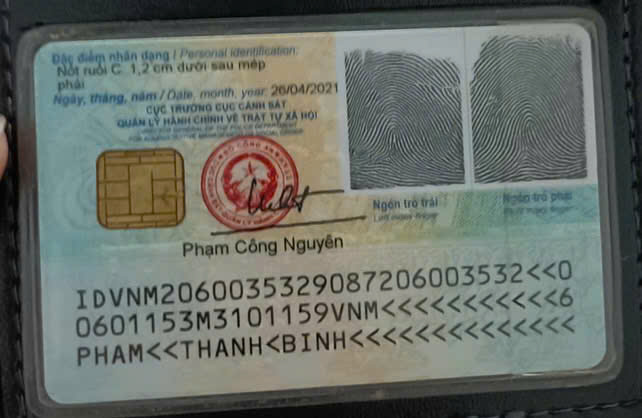 Đặc điểm nhân dạng / Personal identification:
Nốt ruồi C. 1,2 cm dưới sau mép
phải
Ngày, tháng, năm / Date, month, year: 26/04/2021
CỤC TRƯỞNG CỤC CẢNH SÁT
QUẢN LÝ HÀNH CHÍNH VỀ TRẬT TỰ XÃ HỘI
Ngón trỏ trái
Left index finger
Ngón trỏ phải
Right index finger
Phạm Công Nguyên
IDVNM2060035329087206003532<<0
0601153M3101159VNM<<<<<<<<<<<6
PHAM<<THANH<BINH<<<<<<<<<<<<<<